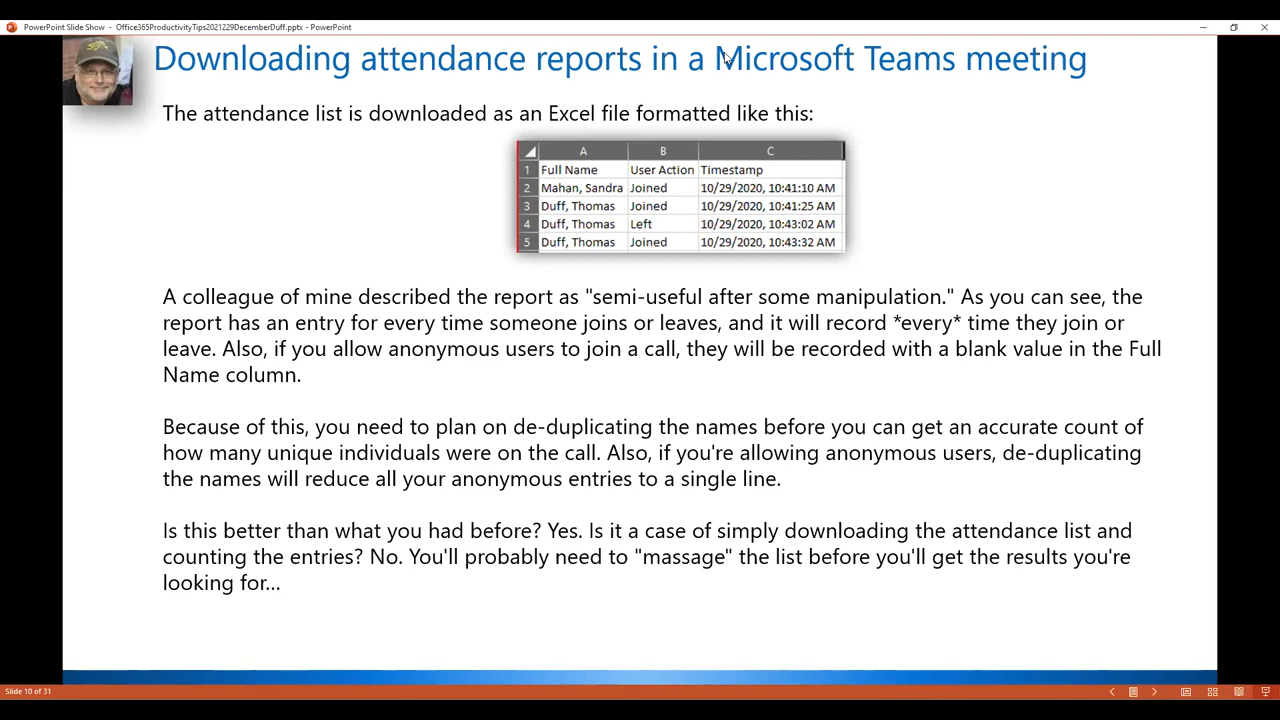 PowerPoint Slide Show - Office365ProductivityTips2021229DecemberDuff.pptx - PowerPoint
Downloading attendance reports in a Microsoft Teams meeting
The attendance list is downloaded as an Excel file formatted like this:
A B C
1 Full Name User Action Timestamp
2 Mahan, Sandra Joined 10/29/2020, 10:41:10 AM
3 Duff, Thomas Joined 10/29/2020, 10:41:25 AM
4 Duff, Thomas Left 10/29/2020, 10:43:02 AM
5 Duff, Thomas Joined 10/29/2020, 10:43:32 AM
A colleague of mine described the report as "semi-useful after some manipulation." As you can see, the
report has an entry for every time someone joins or leaves, and it will record *every* time they join or
leave. Also, if you allow anonymous users to join a call, they will be recorded with a blank value in the Full
Name column.
Because of this, you need to plan on de-duplicating the names before you can get an accurate count of
how many unique individuals were on the call. Also, if you're allowing anonymous users, de-duplicating
the names will reduce all your anonymous entries to a single line.
Is this better than what you had before? Yes. Is it a case of simply downloading the attendance list and
counting the entries? No. You'll probably need to "massage" the list before you'll get the results you're
looking for...
Slide 10 of 31